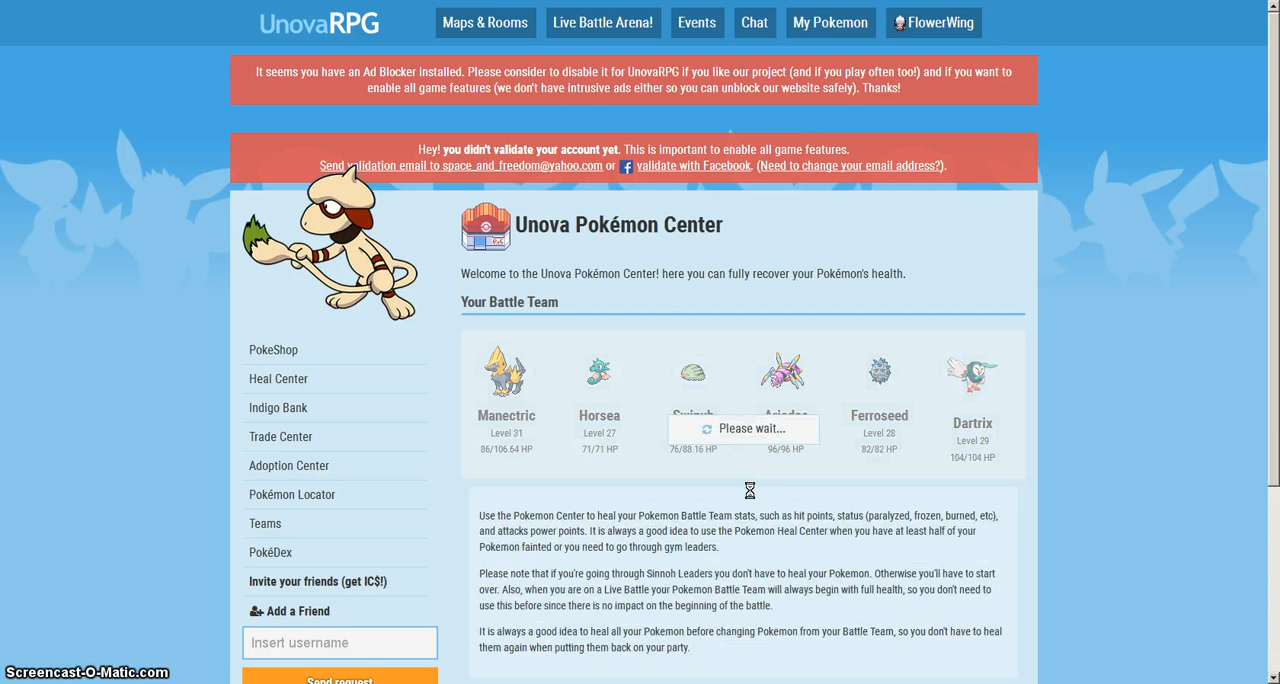 UnovaRPG
Maps & Rooms
Live Battle Arena!
Events
Chat
My Pokemon
FlowerWing
It seems you have an Ad Blocker installed. Please consider to disable it for UnovaRPG if you like our project (and if you play often too!) and if you want to
enable all game features (we don't have intrusive ads either so you can unblock our website safely). Thanks!
Hey! you didn't validate your account yet. This is important to enable all game features.
Send validation email to space_and_freedom@yahoo.com or validate with Facebook. (Need to change your email address?).
Unova Pokémon Center
Welcome to the Unova Pokémon Center! here you can fully recover your Pokémon's health.
Your Battle Team
Manectric
Level 31
86/106.64 HP
Horsea
Level 27
71/71 HP
Swinub
76/88.16 HP
Ariados
96/96 HP
Ferroseed
Level 28
82/82 HP
Dartrix
Level 29
104/104 HP
Please wait...
Use the Pokemon Center to heal your Pokemon Battle Team stats, such as hit points, status (paralyzed, frozen, burned, etc),
and attacks power points. It is always a good idea to use the Pokemon Heal Center when you have at least half of your
Pokemon fainted or you need to go through gym leaders.
Please note that if you're going through Sinnoh Leaders you don't have to heal your Pokemon. Otherwise you'll have to start
over. Also, when you are on a Live Battle your Pokemon Battle Team will always begin with full health, so you don't need to
use this before since there is no impact on the beginning of the battle.
It is always a good idea to heal all your Pokemon before changing Pokemon from your Battle Team, so you don't have to heal
them again when putting them back on your party.
PokeShop
Heal Center
Indigo Bank
Trade Center
Adoption Center
Pokémon Locator
Teams
PokéDex
Invite your friends (get IC$!)
Add a Friend
Insert username
Send request
Screencast-O-Matic.com